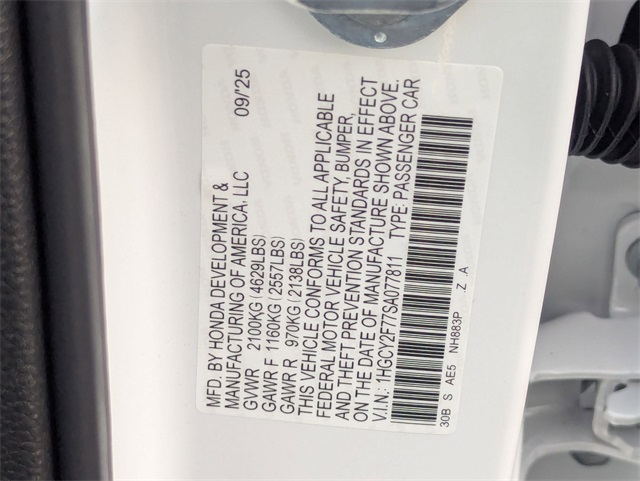 MFD. BY HONDA DEVELOPMENT &
MANUFACTURING OF AMERICA, LLC 09/25
GVWR 2100KG (4629LBS)
GAWR F 1160KG (2557LBS)
GAWR R 970KG (2138LBS)
THIS VEHICLE CONFORMS TO ALL APPLICABLE
FEDERAL MOTOR VEHICLE SAFETY, BUMPER,
AND THEFT PREVENTION STANDARDS IN EFFECT
ON THE DATE OF MANUFACTURE SHOWN ABOVE.
V.I.N.: 1HGCY2F77SA077811 TYPE: PASSENGER CAR
30B S AE5 NH883P Z A